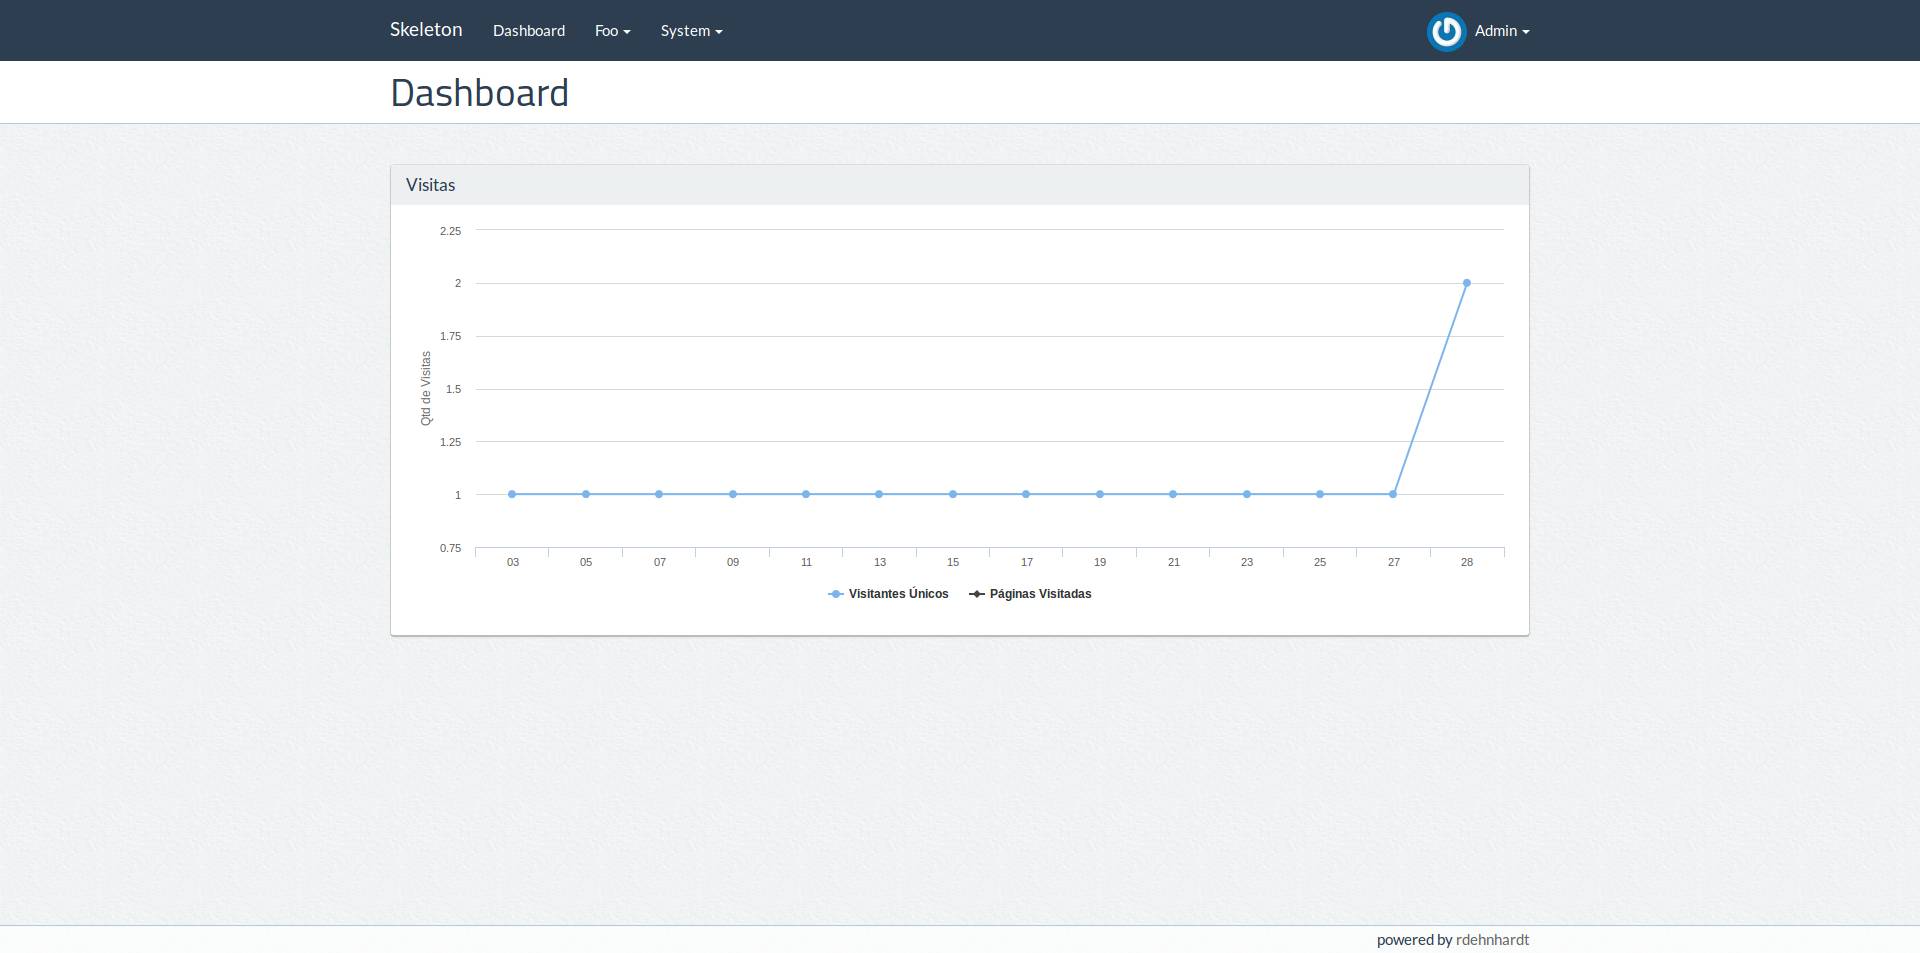 Skeleton Dashboard Foo System Admin
Dashboard
Visitas
2.25
2
1.75
1.5
1.25
1
0.75
Qtd de Visitas
03 05 07 09 11 13 15 17 19 21 23 25 27 28
Visitantes Únicos Páginas Visitadas
powered by rdehnhardt